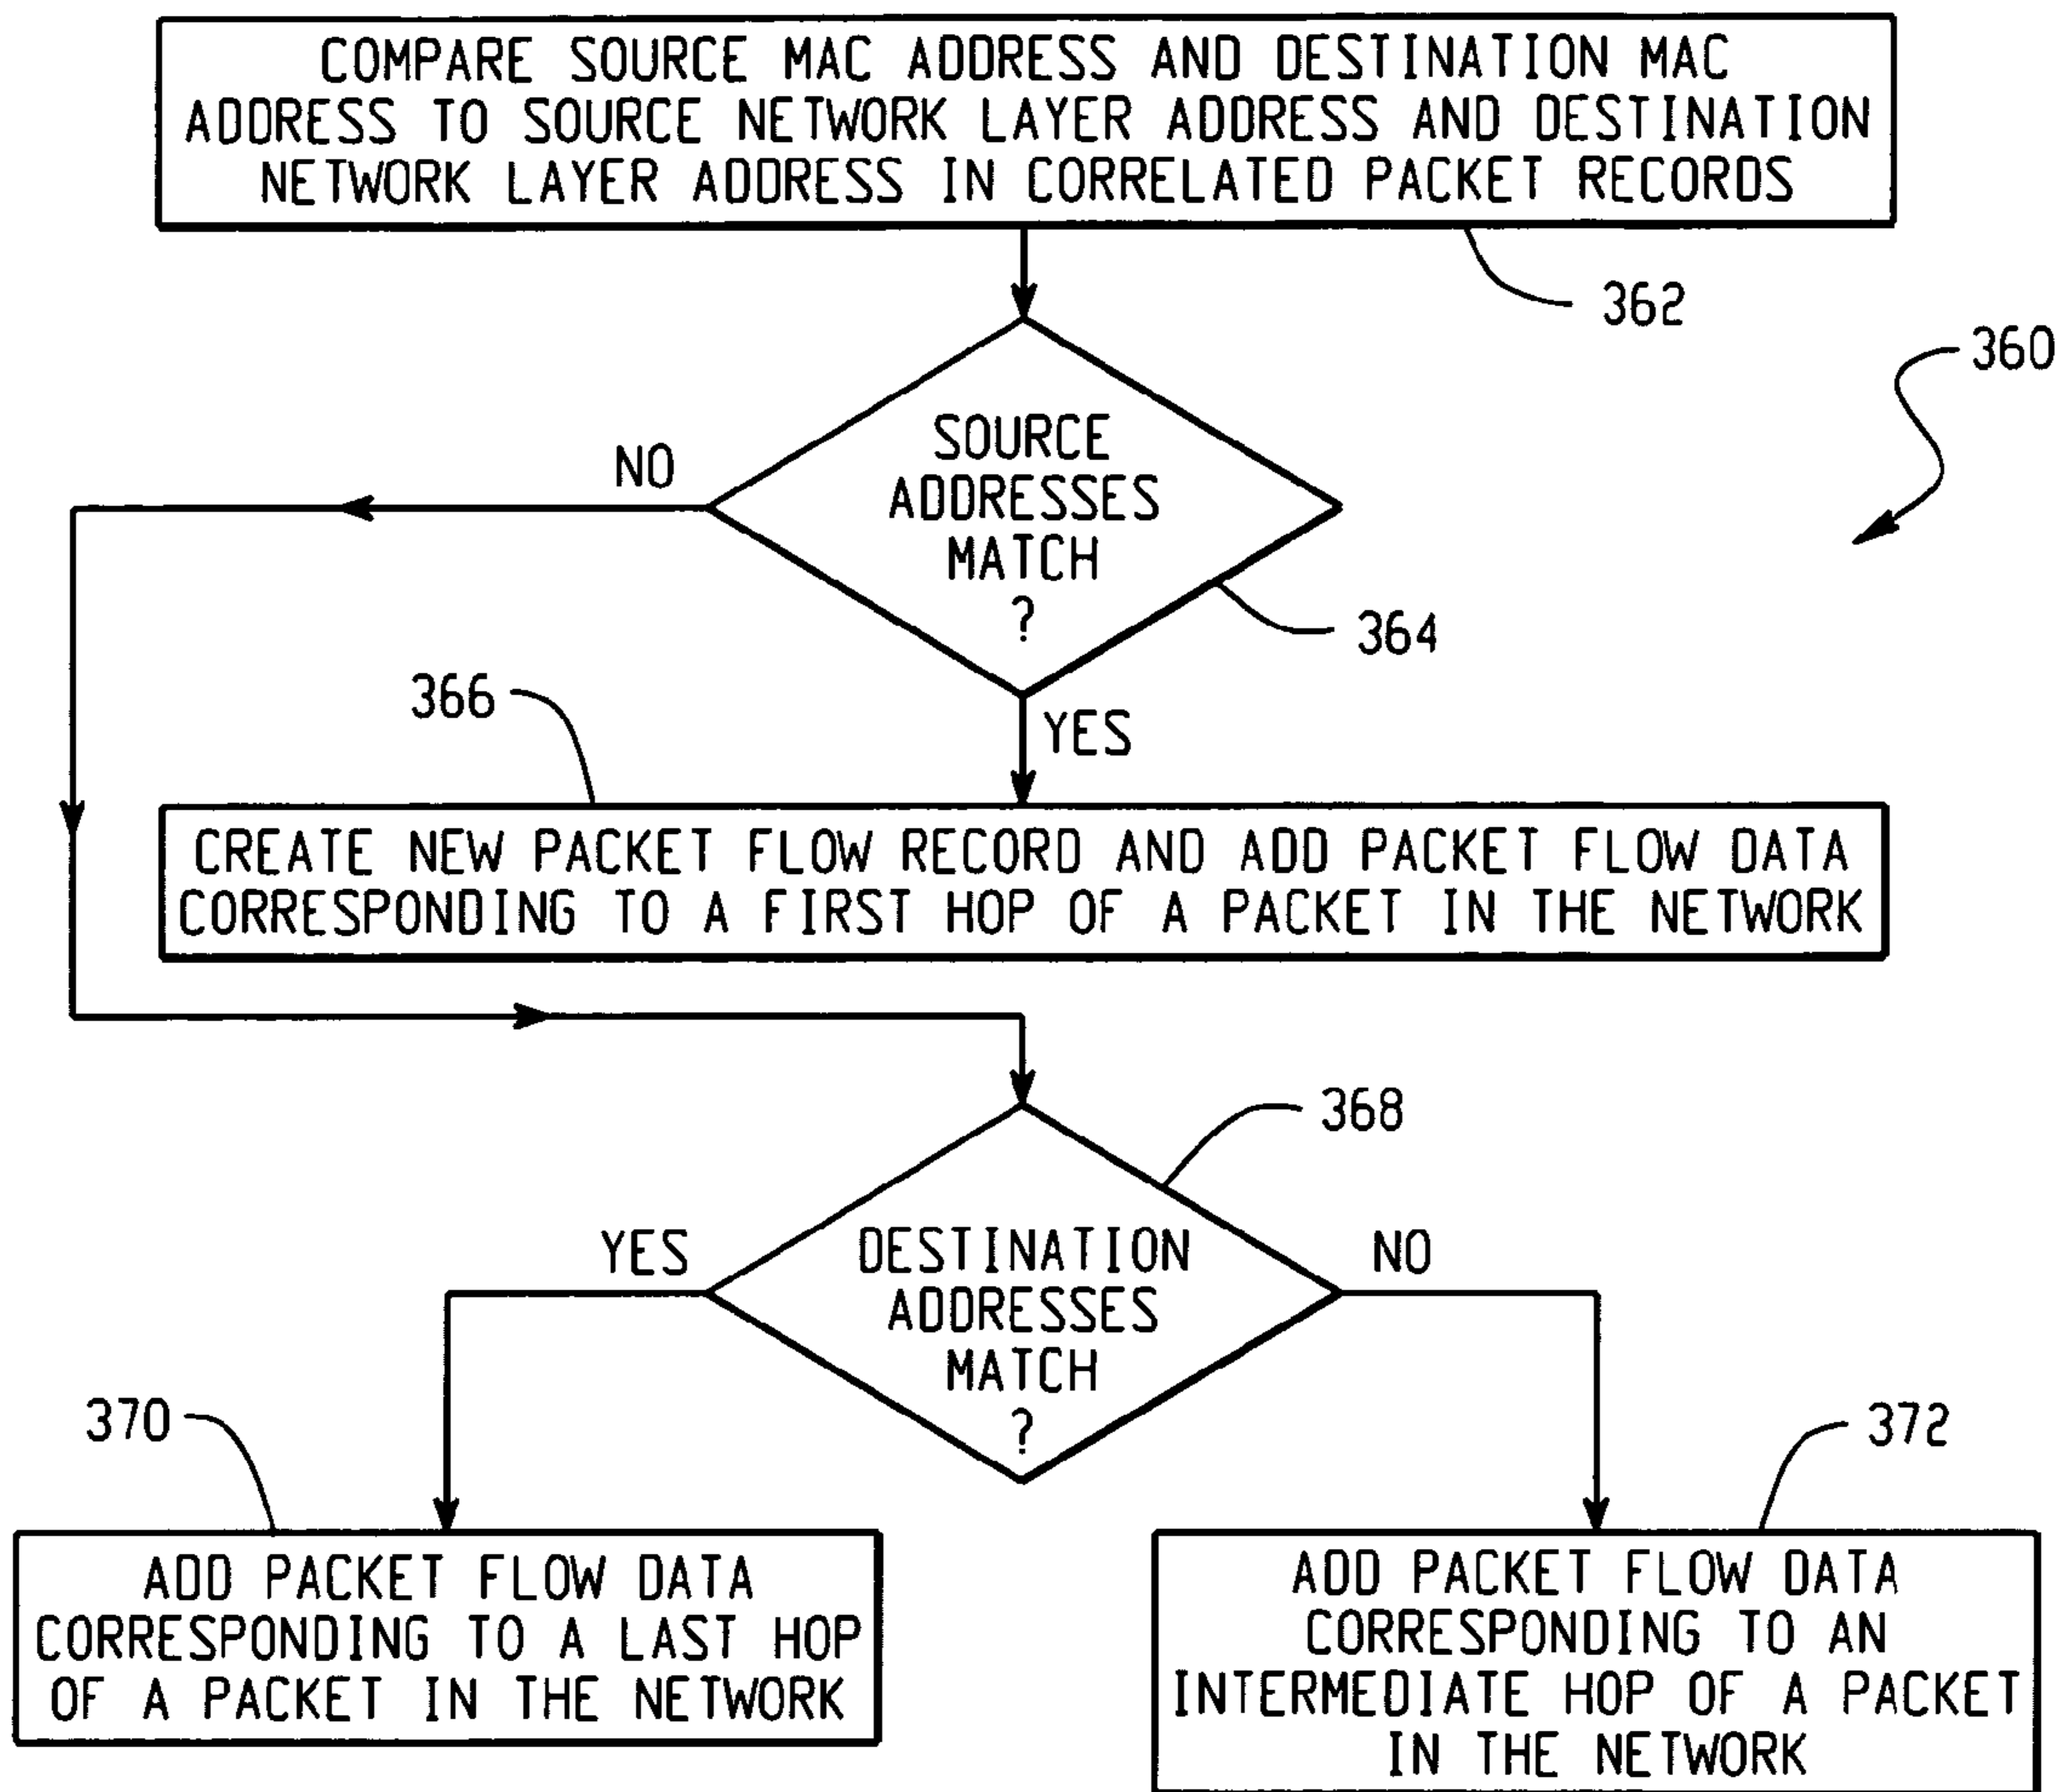 COMPARE SOURCE MAC ADDRESS AND DESTINATION MAC
ADDRESS TO SOURCE NETWORK LAYER ADDRESS AND DESTINATION
NETWORK LAYER ADDRESS IN CORRELATED PACKET RECORDS
362
360
SOURCE
ADDRESSES
MATCH
?
NO
364
366
YES
CREATE NEW PACKET FLOW RECORD AND ADD PACKET FLOW DATA
CORRESPONDING TO A FIRST HOP OF A PACKET IN THE NETWORK
368
YES
DESTINATION
ADDRESSES
MATCH
?
NO
370
372
ADD PACKET FLOW DATA
CORRESPONDING TO A LAST HOP
OF A PACKET IN THE NETWORK
ADD PACKET FLOW DATA
CORRESPONDING TO AN
INTERMEDIATE HOP OF A PACKET
IN THE NETWORK